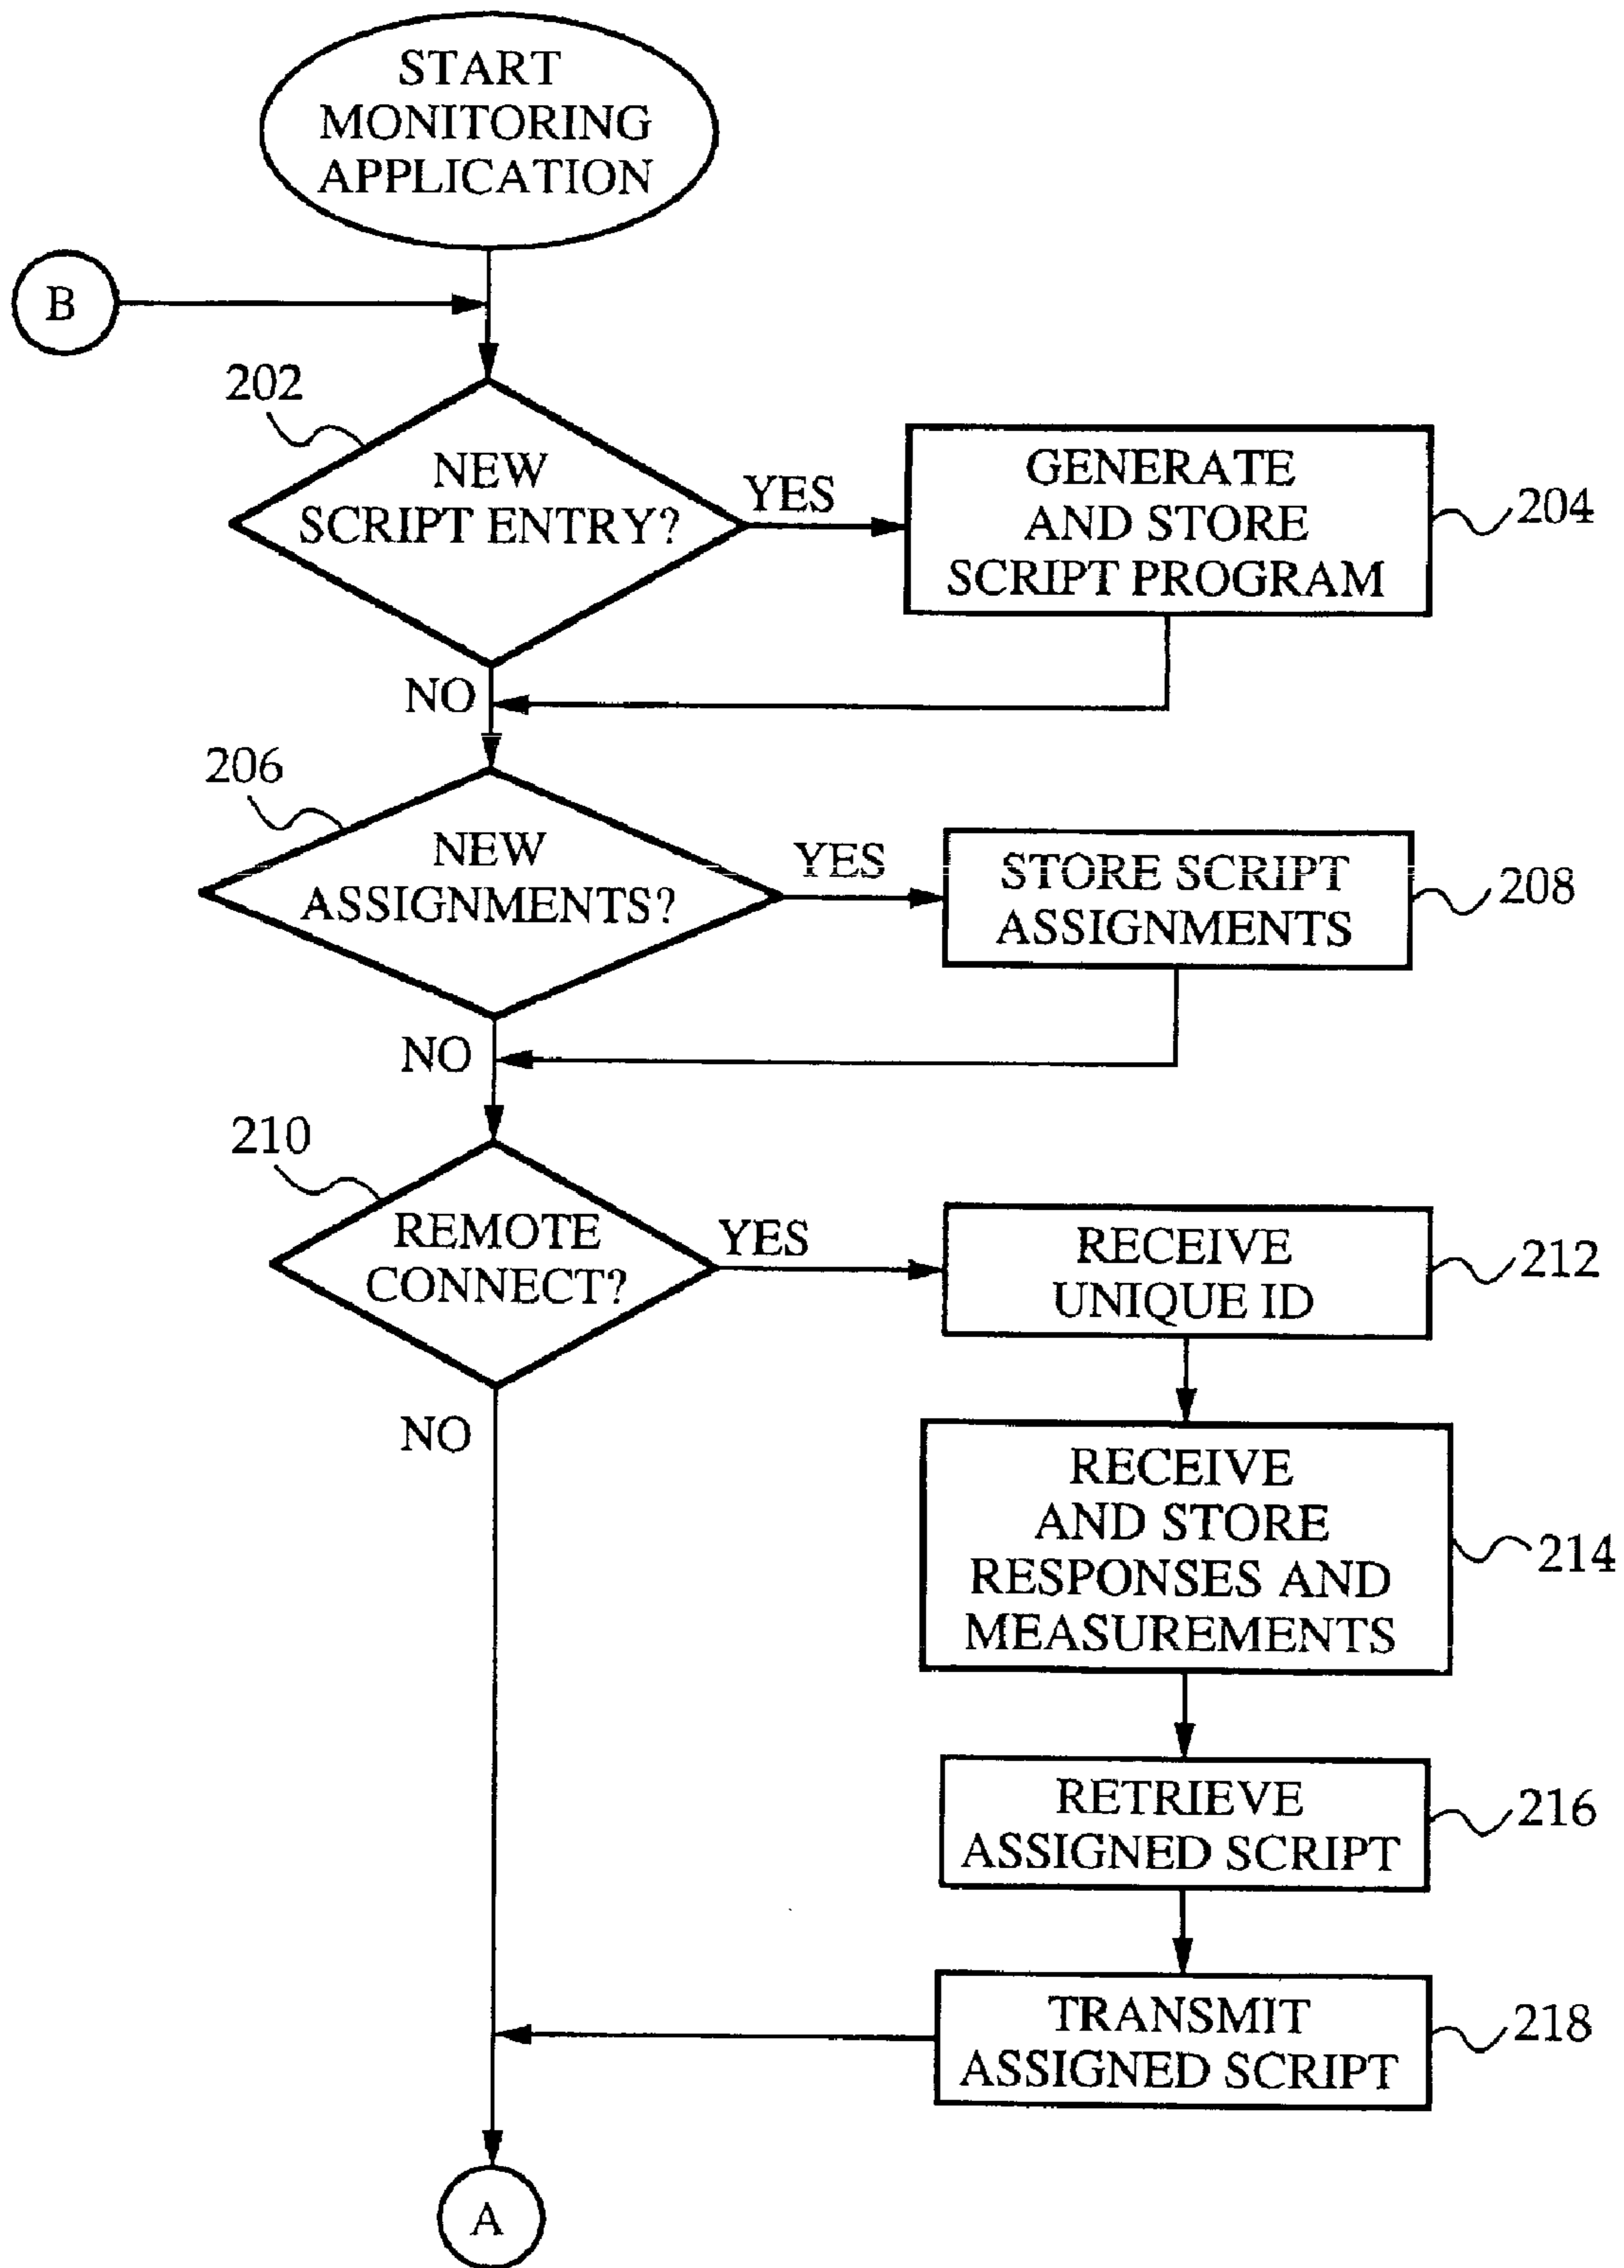 START
MONITORING
APPLICATION
B
202
NEW
SCRIPT ENTRY?
YES
GENERATE
AND STORE
SCRIPT PROGRAM
204
NO
206
NEW
ASSIGNMENTS?
YES
STORE SCRIPT
ASSIGNMENTS
208
NO
210
REMOTE
CONNECT?
YES
RECEIVE
UNIQUE ID
212
NO
RECEIVE
AND STORE
RESPONSES AND
MEASUREMENTS
214
RETRIEVE
ASSIGNED SCRIPT
216
TRANSMIT
ASSIGNED SCRIPT
218
A